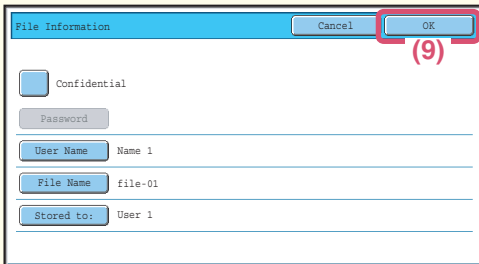 File Information Cancel OK
(9)
Confidential
Password
User Name Name 1
File Name file-01
Stored to: User 1